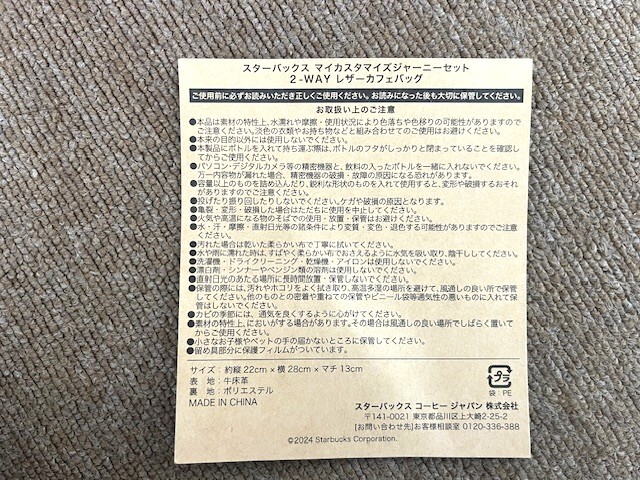 スターバックス マイカスタマイズジャーニーセット
2-WAY レザーカフェバッグ
ご使用前に必ずお読みいただき正しくご使用ください。お読みになった後も大切に保管してください。
お取扱い上のご注意
●本品は素材の特性上、水濡れや摩擦・使用状況により色落ちや色移りの可能性がありますので
ご注意ください。淡色の衣類やお持ち物などと組み合わせてのご使用はお避けください。
●本来の目的以外には使用しないでください。
●本製品にボトルを入れて持ち運ぶ際は、ボトルのフタがしっかりと閉まっていることを確認し
てからご使用ください。
●パソコン・デジタルカメラ等の精密機器と、飲料の入ったボトルを一緒に入れないでください。
万一内容物が漏れた場合、精密機器の破損・故障の原因になる恐れがあります。
●容量以上のものを詰め込んだり、鋭利な形状のものを入れて使用すると、変形や破損するおそれ
がありますのでご注意ください。
●投げたり振り回したりしないでください。ケガや破損の原因となります。
●亀裂・変形・破損した場合はただちに使用を中止してください。
●火気や高温になる物のそばでの使用・放置・保管はお避けください。
●水・汗・摩擦・直射日光等の諸条件により変質・変色・退色する可能性がありますのでご注意
ください。
●汚れた場合は乾いた柔らかい布で丁寧に拭いてください。
●水や雨に濡れた時は、すばやく柔らかい布でおさえるように水気を吸い取り、陰干ししてください。
●洗濯機・ドライクリーニング・乾燥機・アイロンは使用しないでください。
●漂白剤・シンナーやベンジン類の溶剤は使用しないでください。
●直射日光のあたる場所に長時間放置・保管しないでください。
●保管の際には、汚れやホコリをよく拭き取り、高温多湿の場所を避けて、風通しの良い所で保管
してください。他のものとの密着や重ねての保管やビニール袋等通気性の悪いものに入れて保
管はしないでください。
●カビの季節には、通気を良くするように心がけてください。
●素材の特性上、においがする場合があります。その場合は風通しの良い場所でしばらく置いて
からご使用ください。
●小さなお子様やペットの手の届かないところに保管してください。
●留め具部分に保護フィルムがついています。
サイズ：約縦 22cm × 横 28cm × マチ 13cm
表 地：牛床革
裏 地：ポリエステル
MADE IN CHINA
プラ
袋：PE
スターバックス コーヒー ジャパン 株式会社
〒141-0021 東京都品川区上大崎2-25-2
[お問い合わせ先]お客様相談室 0120-336-388
©2024 Starbucks Corporation.